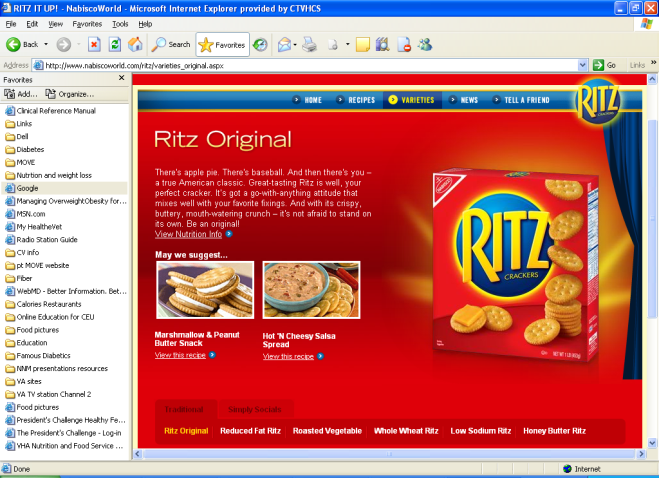 RITZ IT UP! - NabiscoWorld - Microsoft Internet Explorer provided by CTVHCS
File Edit View Favorites Tools Help
Back Search Favorites
Address http://www.nabiscoworld.com/ritz/varieties_original.aspx Go Links »
Favorites ×
Add... Organize...
Clinical Reference Manual
Links
Dell
Diabetes
MOVE
Nutrition and weight loss
Google
Managing OverweightObesity for...
MSN.com
My HealtheVet
Radio Station Guide
CV info
pt MOVE website
Fiber
WebMD - Better Information. Bet...
Calories Restaurants
Online Education for CEU
Food pictures
Education
Famous Diabetics
NNM presentations resources
VA sites
VA TV station Channel 2
Food pictures
President's Challenge Healthy Fe...
The President's Challenge - Log-in
VHA Nutrition and Food Service ...
HOME RECIPES VARIETIES NEWS TELL A FRIEND
RITZ
CRACKERS
Ritz Original
There's apple pie. There's baseball. And then there's you –
a true American classic. Great-tasting Ritz is well, your
perfect cracker. It's got a go-with-anything attitude that
mixes well with your favorite fixings. And with its crispy,
buttery, mouth-watering crunch – it's not afraid to stand on
its own. Be an original!
View Nutrition Info
May we suggest...
Marshmallow & Peanut
Butter Snack
View this recipe
Hot 'N Cheesy Salsa
Spread
View this recipe
NABISCO
RITZ
CRACKERS
NET WT 1 LB (453g)
Traditional Simply Socials
Ritz Original Reduced Fat Ritz Roasted Vegetable Whole Wheat Ritz Low Sodium Ritz Honey Butter Ritz
Done Internet